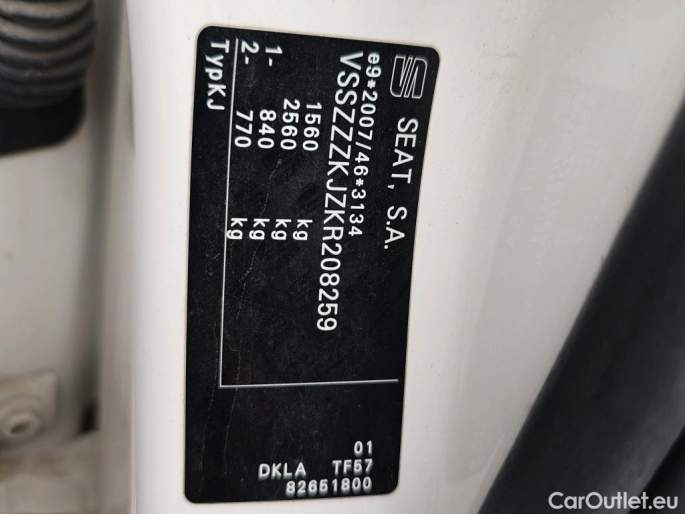 SEAT, S.A.
e9*2007/46*3134
VSSZZZKJZKR208259
1560 kg
2560 kg
1- 840 kg
2- 770 kg
TypKJ
01
DKLA TF57
82651800
CarOutlet.eu